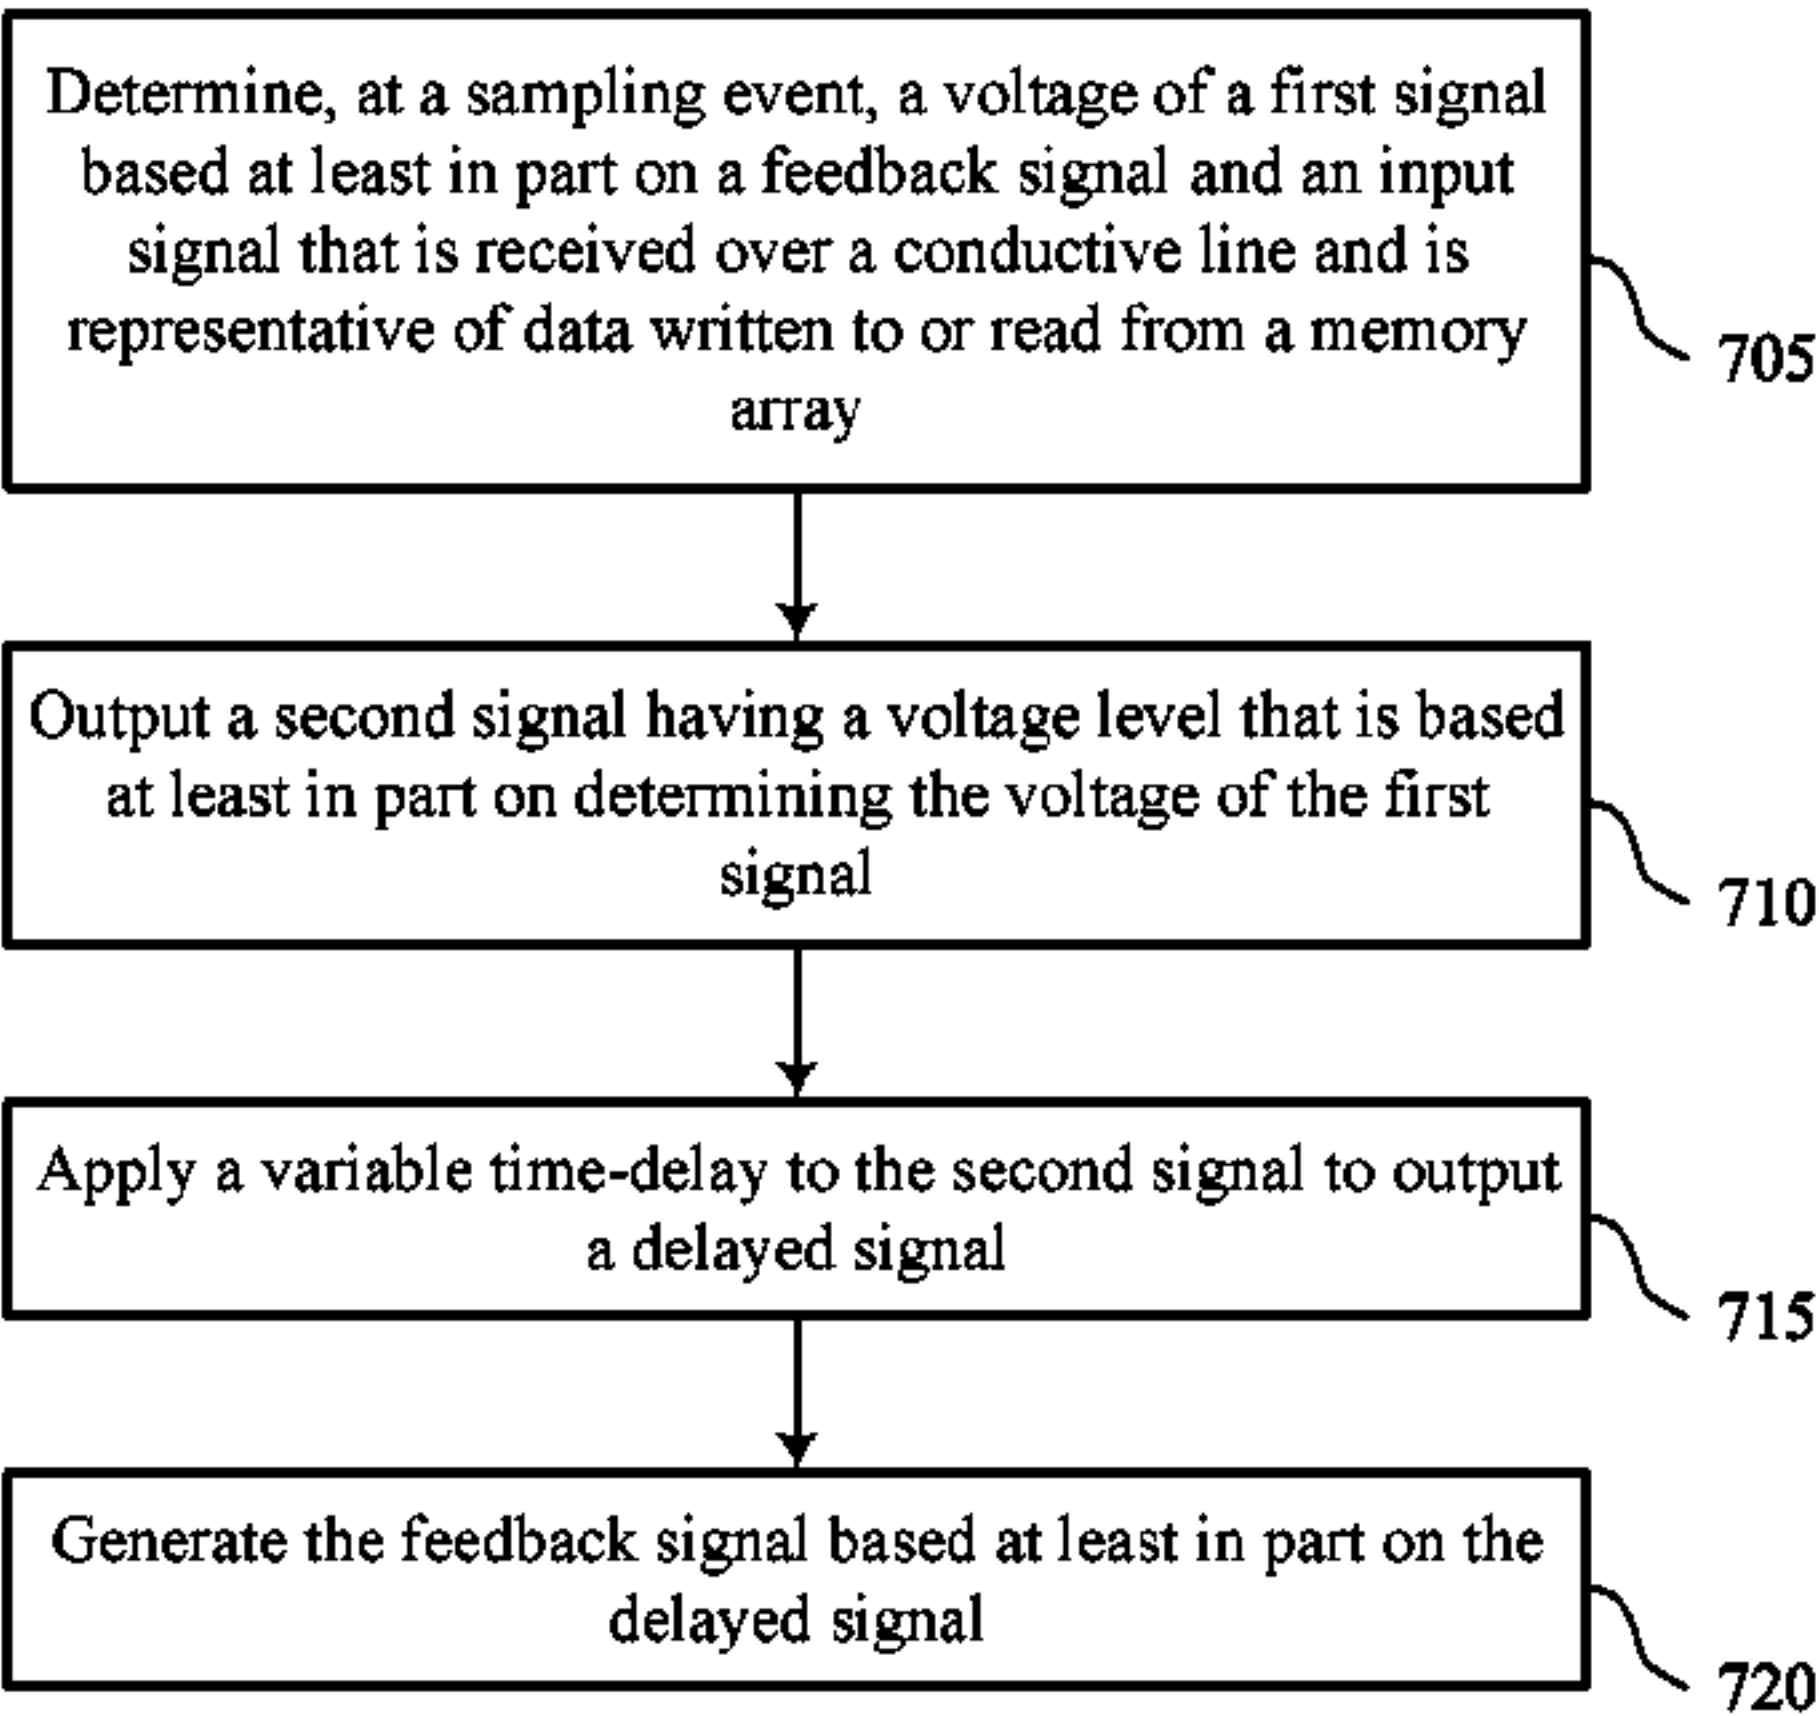 Determine, at a sampling event, a voltage of a first signal
based at least in part on a feedback signal and an input
signal that is received over a conductive line and is
representative of data written to or read from a memory
array
705
Output a second signal having a voltage level that is based
at least in part on determining the voltage of the first
signal
710
Apply a variable time-delay to the second signal to output
a delayed signal
715
Generate the feedback signal based at least in part on the
delayed signal
720